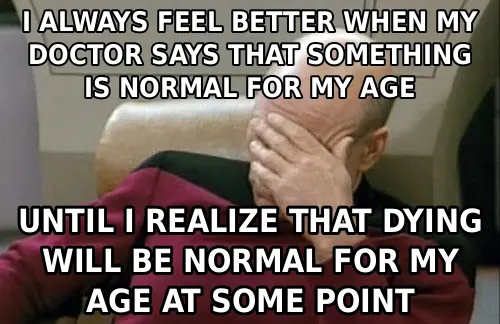 I ALWAYS FEEL BETTER WHEN MY
DOCTOR SAYS THAT SOMETHING
IS NORMAL FOR MY AGE
UNTIL I REALIZE THAT DYING
WILL BE NORMAL FOR MY
AGE AT SOME POINT